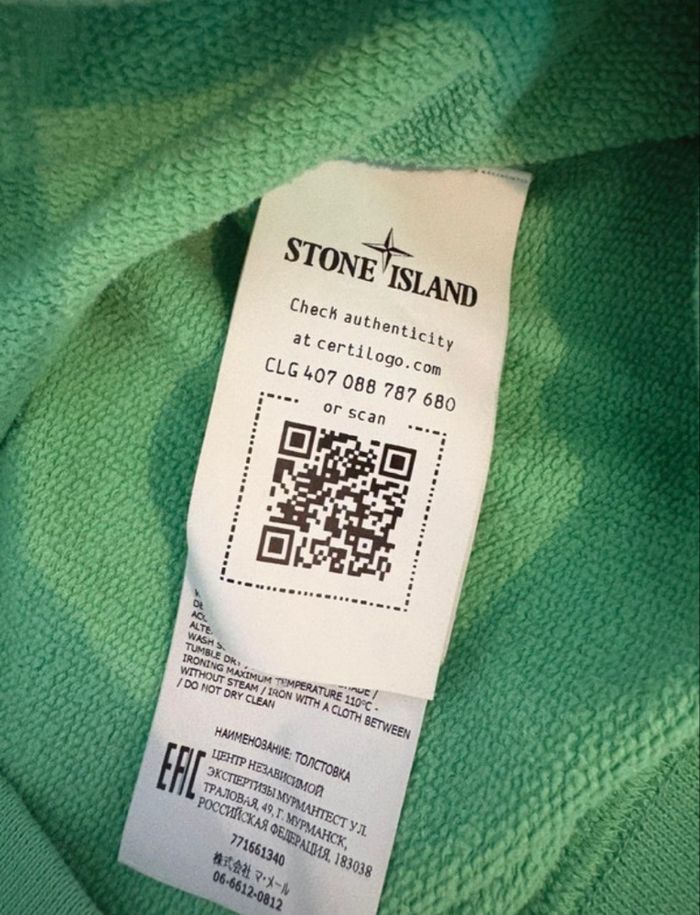 STONE ISLAND
Check authenticity
at certilogo.com
CLG 407 088 787 680
or scan
WASH
TUMBLE DRY
IRONING MAXIMUM TEMPERATURE 110°C -
WITHOUT STEAM / IRON WITH A CLOTH BETWEEN
/ DO NOT DRY CLEAN
НАИМЕНОВАНИЕ: ТОЛСТОВКА
EAC
ЦЕНТР НЕЗАВИСИМОЙ
ЭКСПЕРТИЗЫ МУРМАНТЕСТ УЛ.
ТРАЛОВАЯ, 49, Г. МУРМАНСК,
РОССИЙСКАЯ ФЕДЕРАЦИЯ, 183038
771661340
株式会社 マ・メール
06-6612-0812